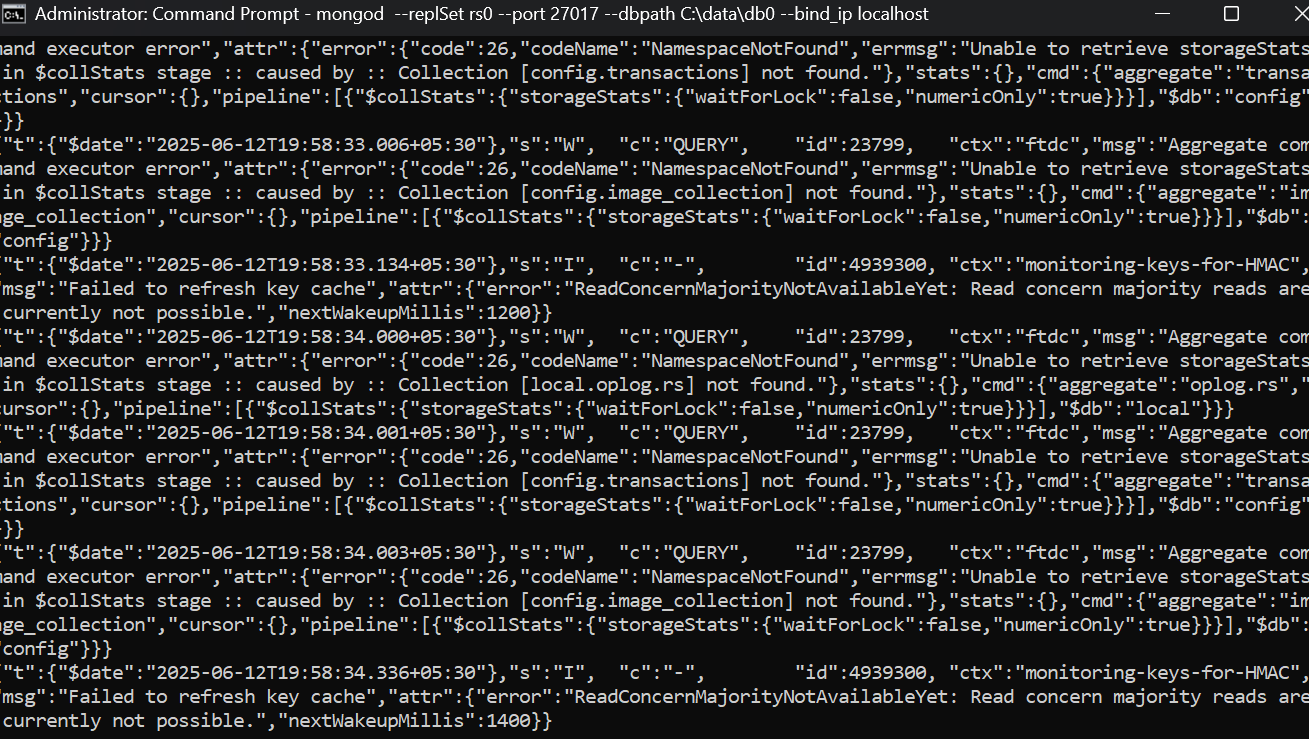 Administrator: Command Prompt - mongod  --replSet rs0 --port 27017 --dbpath C:\data\db0 --bind_ip localhost
mand executor error","attr":{"error":{"code":26,"codeName":"NamespaceNotFound","errmsg":"Unable to retrieve storageStats
in $collStats stage :: caused by :: Collection [config.transactions] not found."},"stats":{},"cmd":{"aggregate":"transa
ctions","cursor":{},"pipeline":[{"$collStats":{"storageStats":{"waitForLock":false,"numericOnly":true}}}],"$db":"config"
}}}
{"t":{"$date":"2025-06-12T19:58:33.006+05:30"},"s":"W",  "c":"QUERY",    "id":23799,   "ctx":"ftdc","msg":"Aggregate com
mand executor error","attr":{"error":{"code":26,"codeName":"NamespaceNotFound","errmsg":"Unable to retrieve storageStats
in $collStats stage :: caused by :: Collection [config.image_collection] not found."},"stats":{},"cmd":{"aggregate":"im
age_collection","cursor":{},"pipeline":[{"$collStats":{"storageStats":{"waitForLock":false,"numericOnly":true}}}],"$db":
"config"}}}
{"t":{"$date":"2025-06-12T19:58:33.134+05:30"},"s":"I",  "c":"-",        "id":4939300, "ctx":"monitoring-keys-for-HMAC",
"msg":"Failed to refresh key cache","attr":{"error":"ReadConcernMajorityNotAvailableYet: Read concern majority reads are
currently not possible.","nextWakeupMillis":1200}}
{"t":{"$date":"2025-06-12T19:58:34.000+05:30"},"s":"W",  "c":"QUERY",    "id":23799,   "ctx":"ftdc","msg":"Aggregate com
mand executor error","attr":{"error":{"code":26,"codeName":"NamespaceNotFound","errmsg":"Unable to retrieve storageStats
in $collStats stage :: caused by :: Collection [local.oplog.rs] not found."},"stats":{},"cmd":{"aggregate":"oplog.rs","
cursor":{},"pipeline":[{"$collStats":{"storageStats":{"waitForLock":false,"numericOnly":true}}}],"$db":"local"}}}
{"t":{"$date":"2025-06-12T19:58:34.001+05:30"},"s":"W",  "c":"QUERY",    "id":23799,   "ctx":"ftdc","msg":"Aggregate com
mand executor error","attr":{"error":{"code":26,"codeName":"NamespaceNotFound","errmsg":"Unable to retrieve storageStats
in $collStats stage :: caused by :: Collection [config.transactions] not found."},"stats":{},"cmd":{"aggregate":"transa
ctions","cursor":{},"pipeline":[{"$collStats":{"storageStats":{"waitForLock":false,"numericOnly":true}}}],"$db":"config"
}}}
{"t":{"$date":"2025-06-12T19:58:34.003+05:30"},"s":"W",  "c":"QUERY",    "id":23799,   "ctx":"ftdc","msg":"Aggregate com
mand executor error","attr":{"error":{"code":26,"codeName":"NamespaceNotFound","errmsg":"Unable to retrieve storageStats
in $collStats stage :: caused by :: Collection [config.image_collection] not found."},"stats":{},"cmd":{"aggregate":"im
age_collection","cursor":{},"pipeline":[{"$collStats":{"storageStats":{"waitForLock":false,"numericOnly":true}}}],"$db":
"config"}}}
{"t":{"$date":"2025-06-12T19:58:34.336+05:30"},"s":"I",  "c":"-",        "id":4939300, "ctx":"monitoring-keys-for-HMAC",
"msg":"Failed to refresh key cache","attr":{"error":"ReadConcernMajorityNotAvailableYet: Read concern majority reads are
currently not possible.","nextWakeupMillis":1400}}